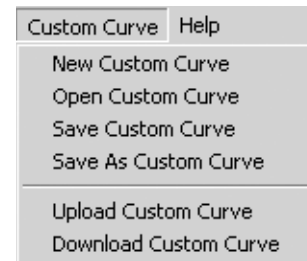 Custom Curve Help
New Custom Curve
Open Custom Curve
Save Custom Curve
Save As Custom Curve
Upload Custom Curve
Download Custom Curve